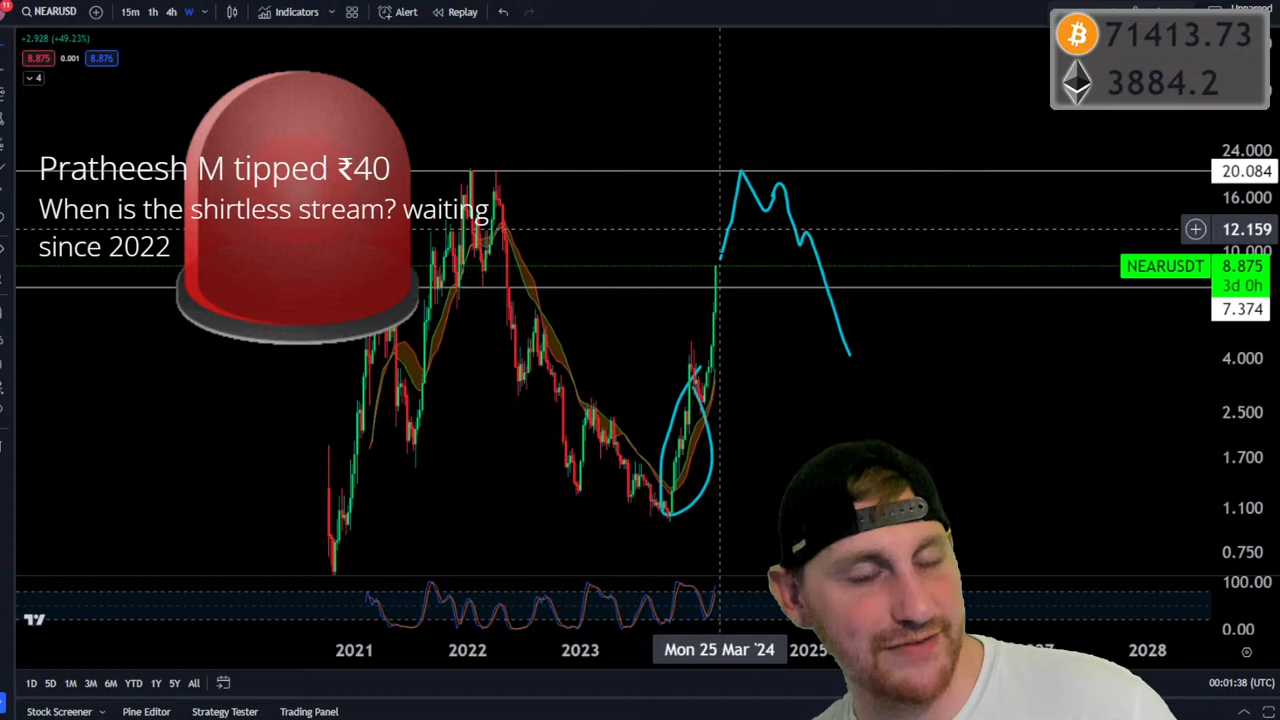 11
NEARUSD
15m 1h 4h W
Indicators
Alert
Replay
+2.928 (+49.23%)
8.875 0.001 8.876
4
71413.73
3884.2
Pratheesh M tipped ₹40
When is the shirtless stream? waiting
since 2022
24.000
20.084
16.000
12.159
10.000
NEARUSDT 8.875
3d 0h
7.374
4.000
2.500
1.700
1.100
0.750
100.00
0.00
2021 2022 2023 Mon 25 Mar '24 2025 2028
1D 5D 1M 3M 6M YTD 1Y 5Y All
00:01:38 (UTC)
Stock Screener Pine Editor Strategy Tester Trading Panel